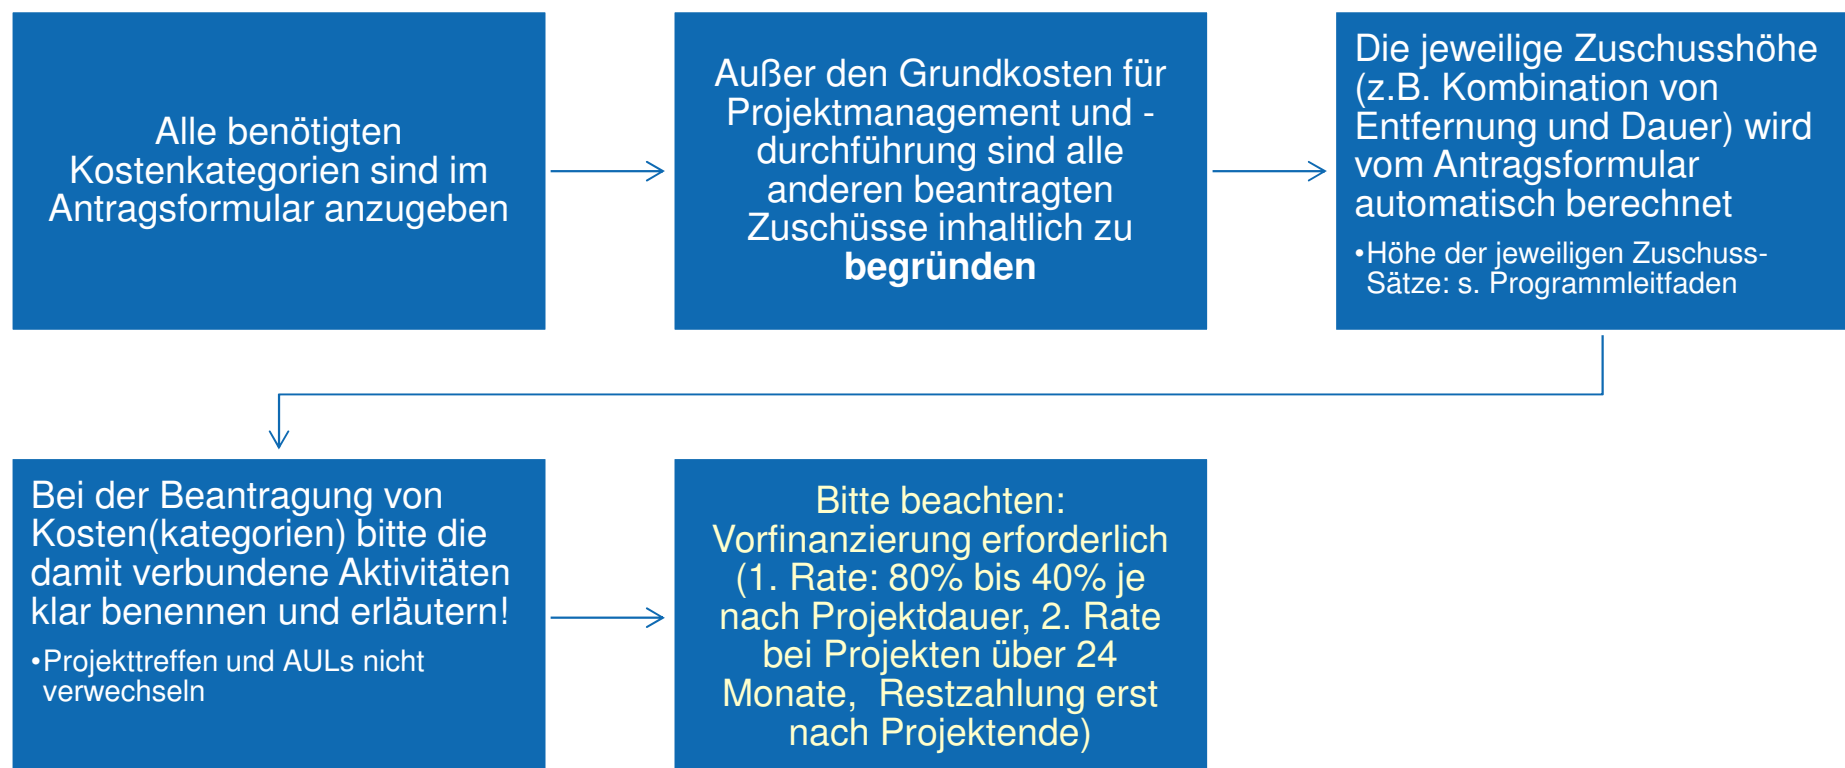 Alle benötigten
Kostenkategorien sind im
Antragsformular anzugeben
Außer den Grundkosten für
Projektmanagement und -
durchführung sind alle
anderen beantragten
Zuschüsse inhaltlich zu
begründen
Die jeweilige Zuschusshöhe
(z.B. Kombination von
Entfernung und Dauer) wird
vom Antragsformular
automatisch berechnet
•Höhe der jeweiligen Zuschuss-
Sätze: s. Programmleitfaden
Bei der Beantragung von
Kosten(kategorien) bitte die
damit verbundene Aktivitäten
klar benennen und erläutern!
•Projekttreffen und AULs nicht
verwechseln
Bitte beachten:
Vorfinanzierung erforderlich
(1. Rate: 80% bis 40% je
nach Projektdauer, 2. Rate
bei Projekten über 24
Monate,  Restzahlung erst
nach Projektende)